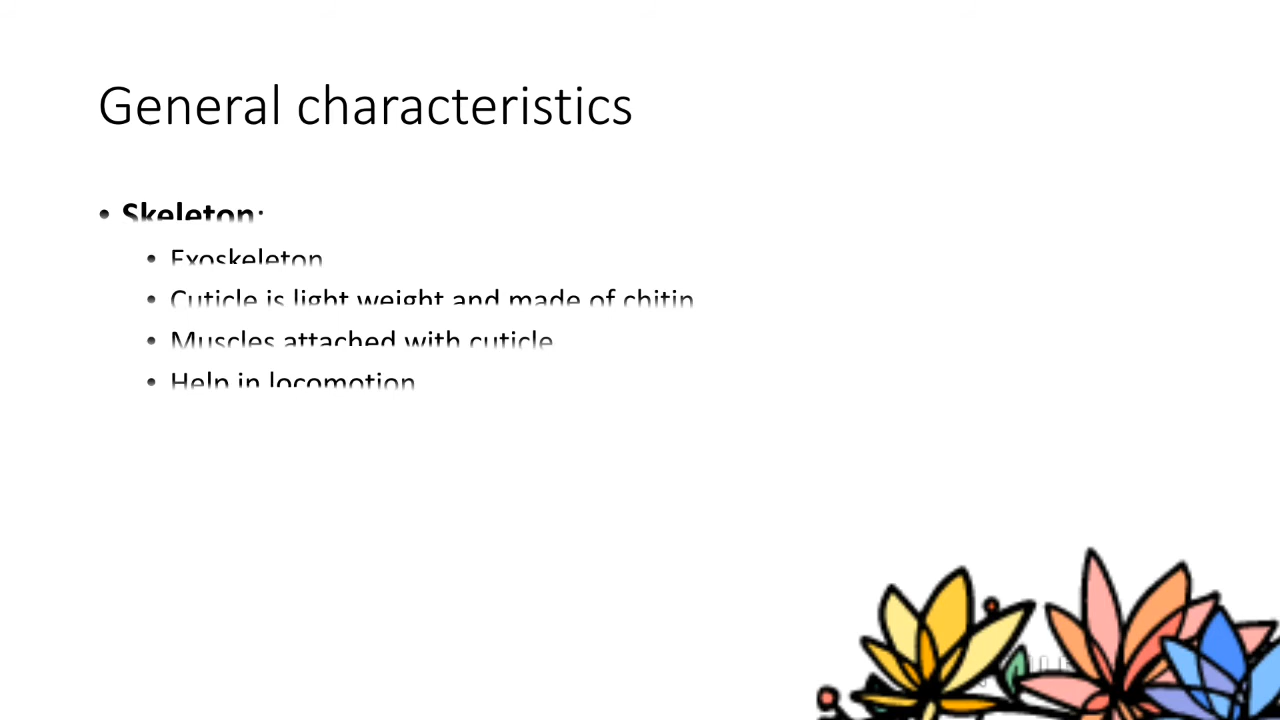 General characteristics
• Skeleton:
• Exoskeleton
• Cuticle is light weight and made of chitin
• Muscles attached with cuticle
• Help in locomotion